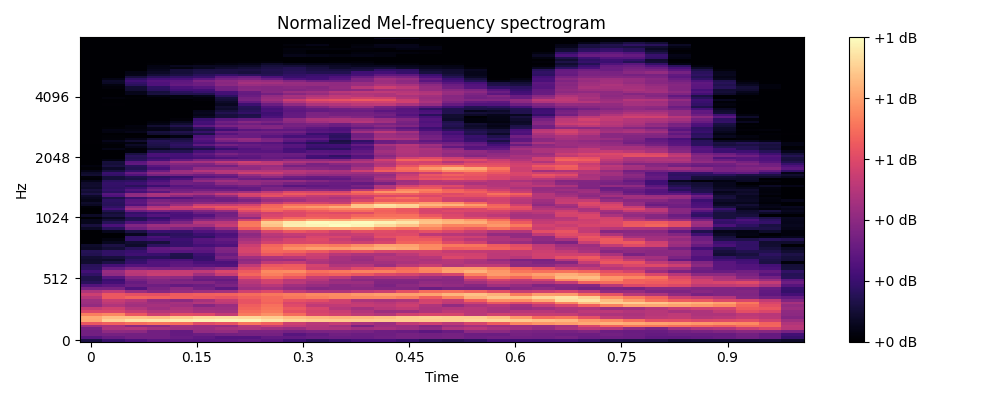 Normalized Mel-frequency spectrogram
Hz
4096
2048
1024
512
0
0 0.15 0.3 0.45 0.6 0.75 0.9
Time
+1 dB
+1 dB
+1 dB
+0 dB
+0 dB
+0 dB